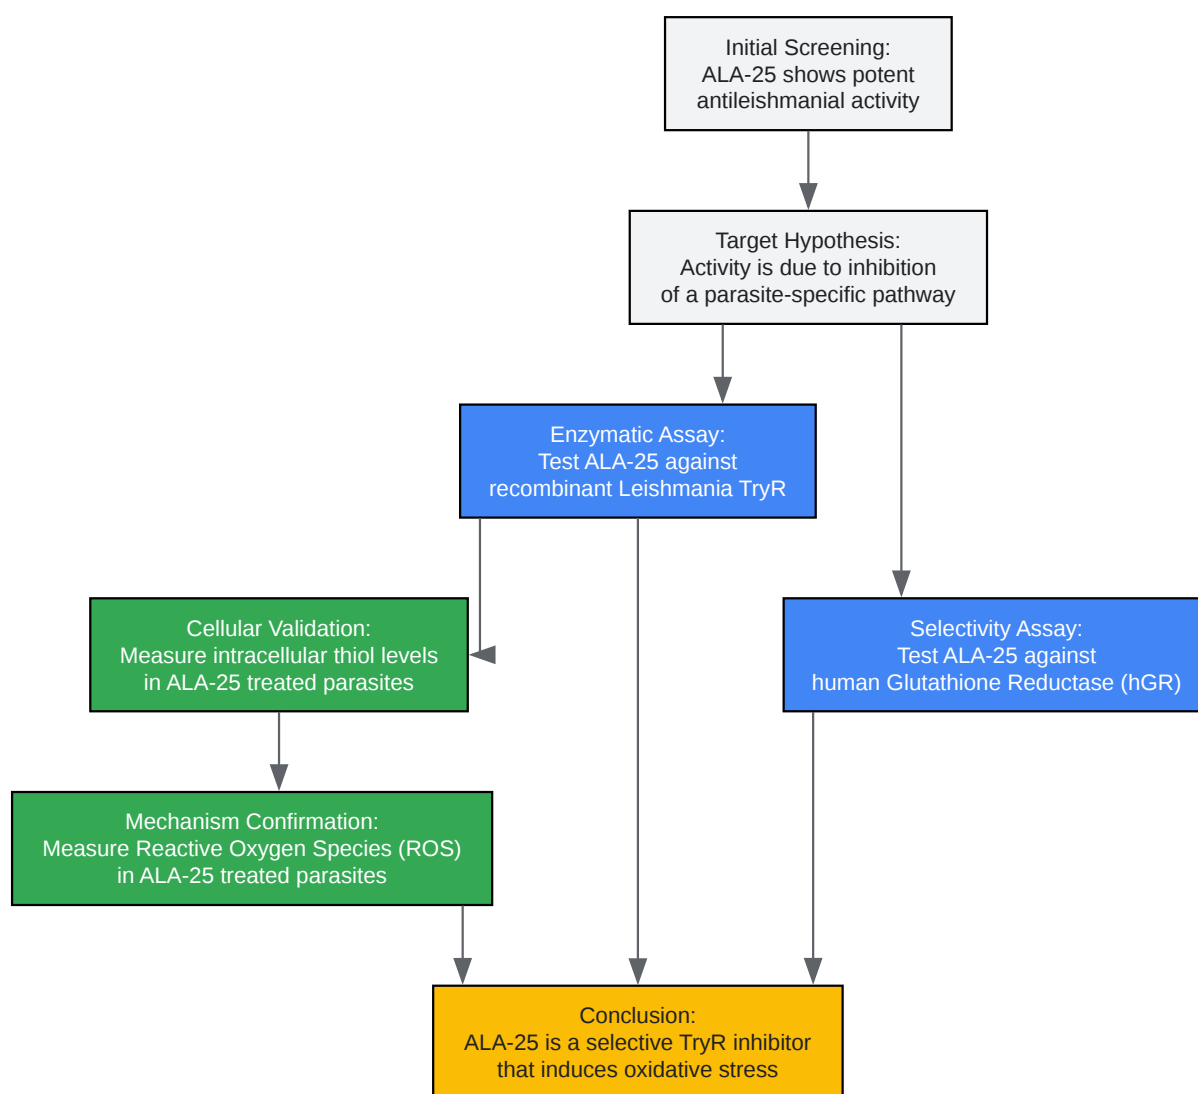 Initial Screening:
ALA-25 shows potent
antileishmanial activity
Target Hypothesis:
Activity is due to inhibition
of a parasite-specific pathway
Enzymatic Assay:
Test ALA-25 against
recombinant Leishmania TryR
Cellular Validation:
Measure intracellular thiol levels
in ALA-25 treated parasites
Selectivity Assay:
Test ALA-25 against
human Glutathione Reductase (hGR)
Mechanism Confirmation:
Measure Reactive Oxygen Species (ROS)
in ALA-25 treated parasites
Conclusion:
ALA-25 is a selective TryR inhibitor
that induces oxidative stress